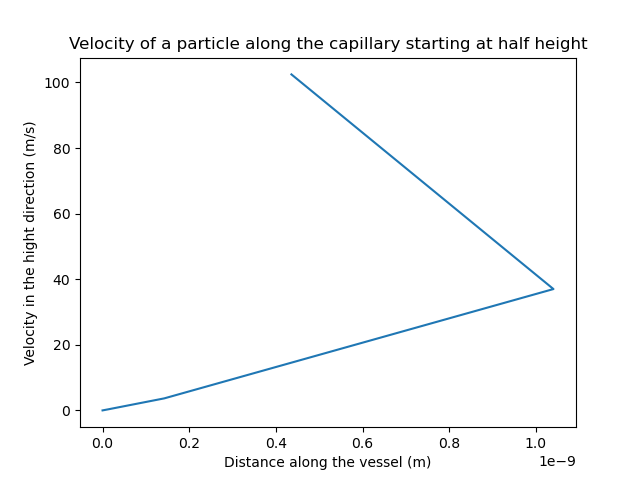 Velocity of a particle along the capillary starting at half height
Velocity in the hight direction (m/s)
100
80
60
40
20
0
0.0 0.2 0.4 0.6 0.8 1.0
1e−9
Distance along the vessel (m)